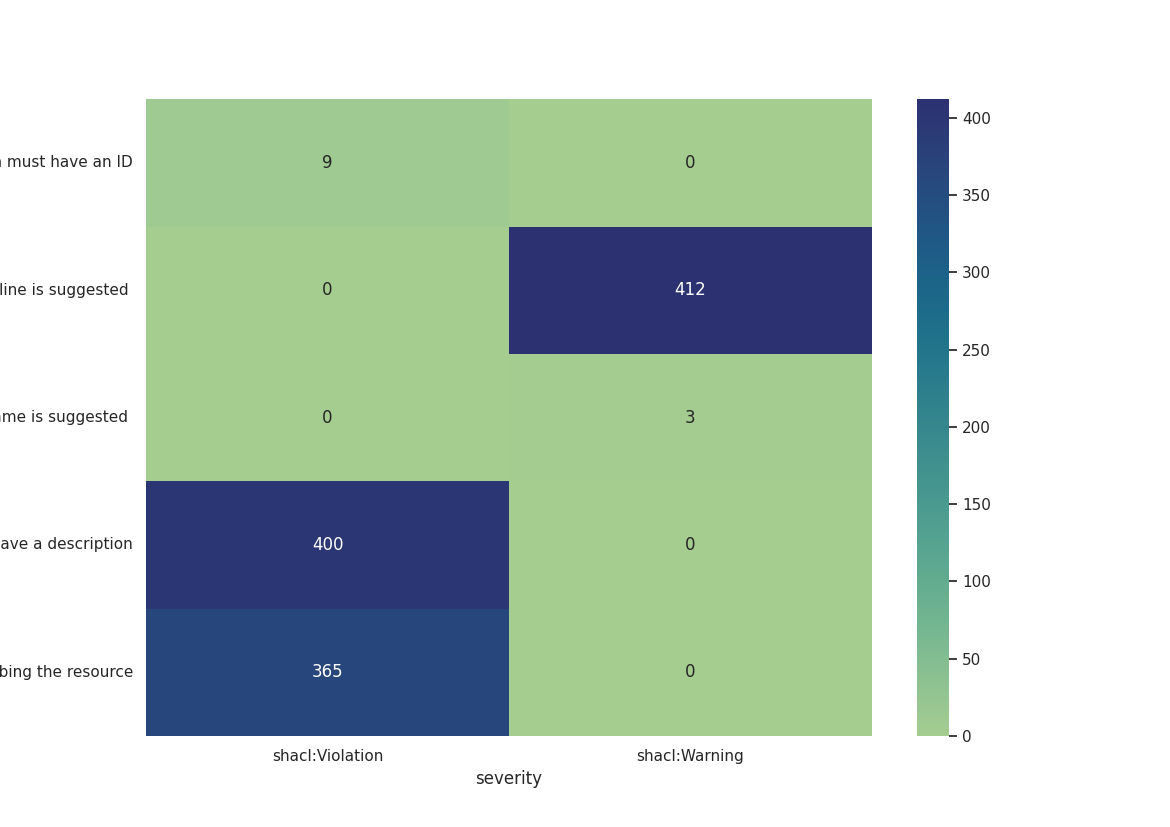 must have an ID
9
0
line is suggested
0
412
me is suggested
0
3
ave a description
400
0
bing the resource
365
0
shacl:Violation
shacl:Warning
severity
400
350
300
250
200
150
100
50
0